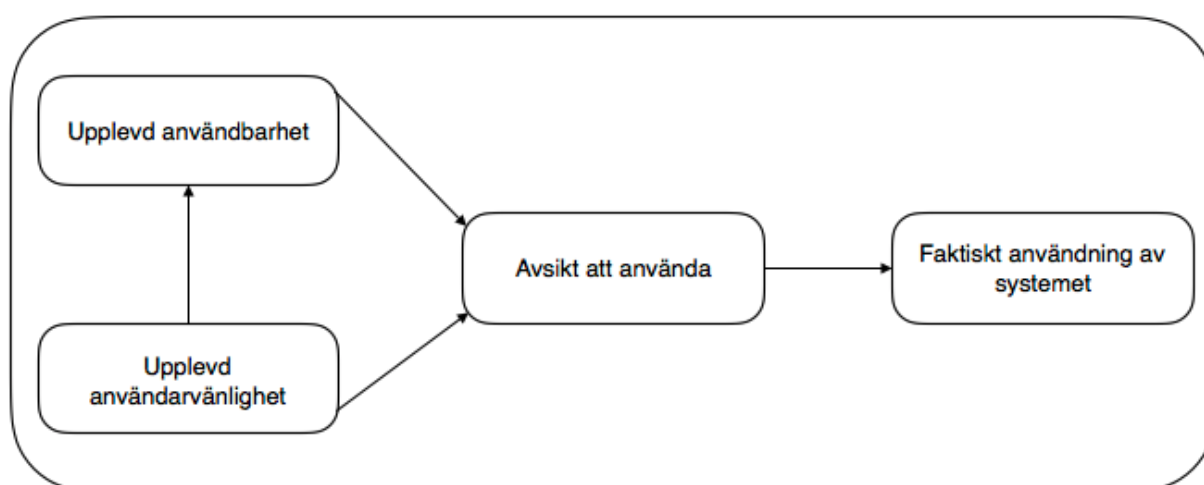 Upplevd användbarhet
Avsikt att använda
Faktiskt användning av
systemet
Upplevd
användarvänlighet